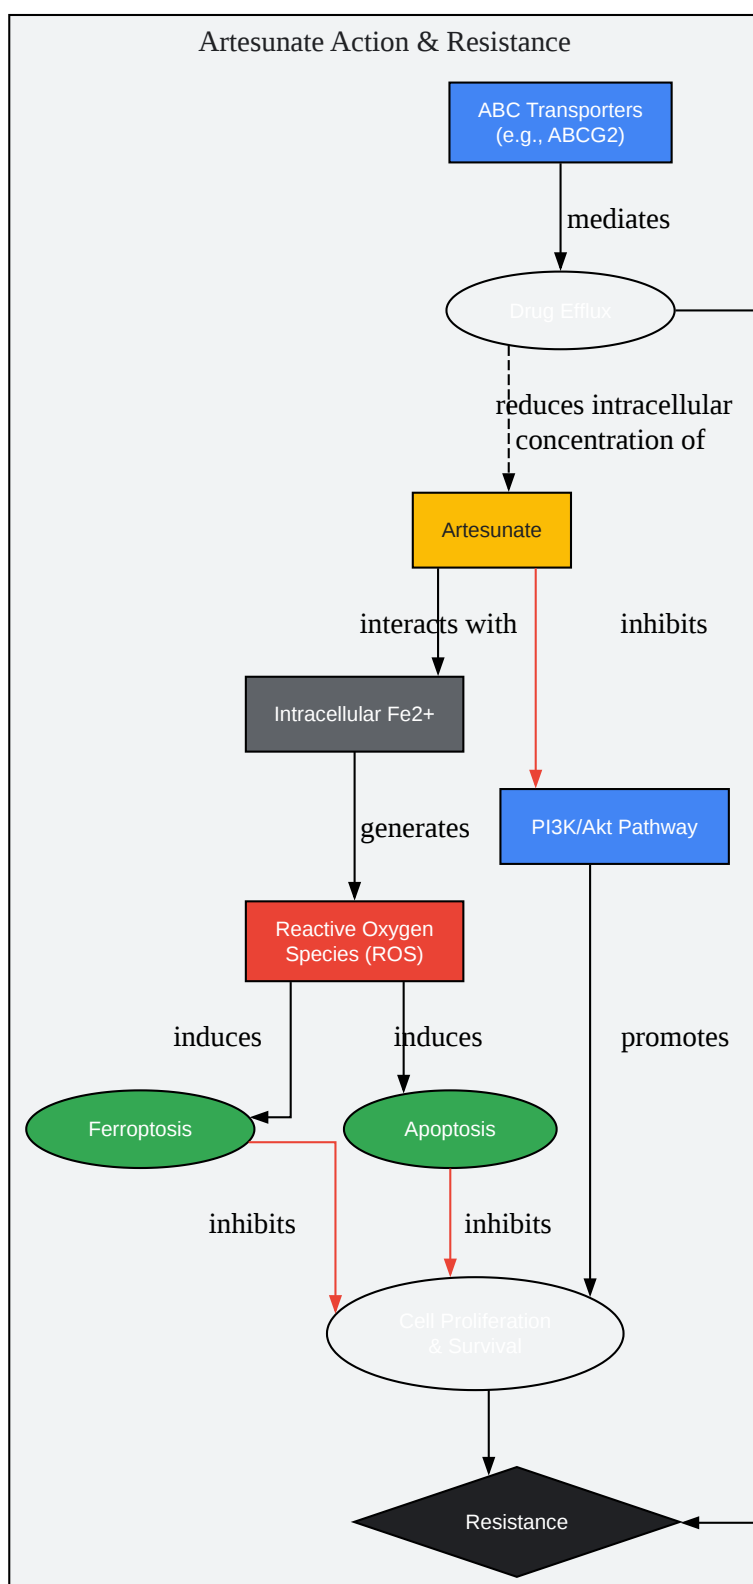 Artesunate Action & Resistance
ABC Transporters
(e.g., ABCG2)
mediates
Drug Efflux
reduces intracellular
concentration of
Artesunate
interacts with
inhibits
Intracellular Fe2+
generates
PI3K/Akt Pathway
Reactive Oxygen
Species (ROS)
induces
induces
promotes
Ferroptosis
Apoptosis
inhibits
inhibits
Cell Proliferation
& Survival
Resistance